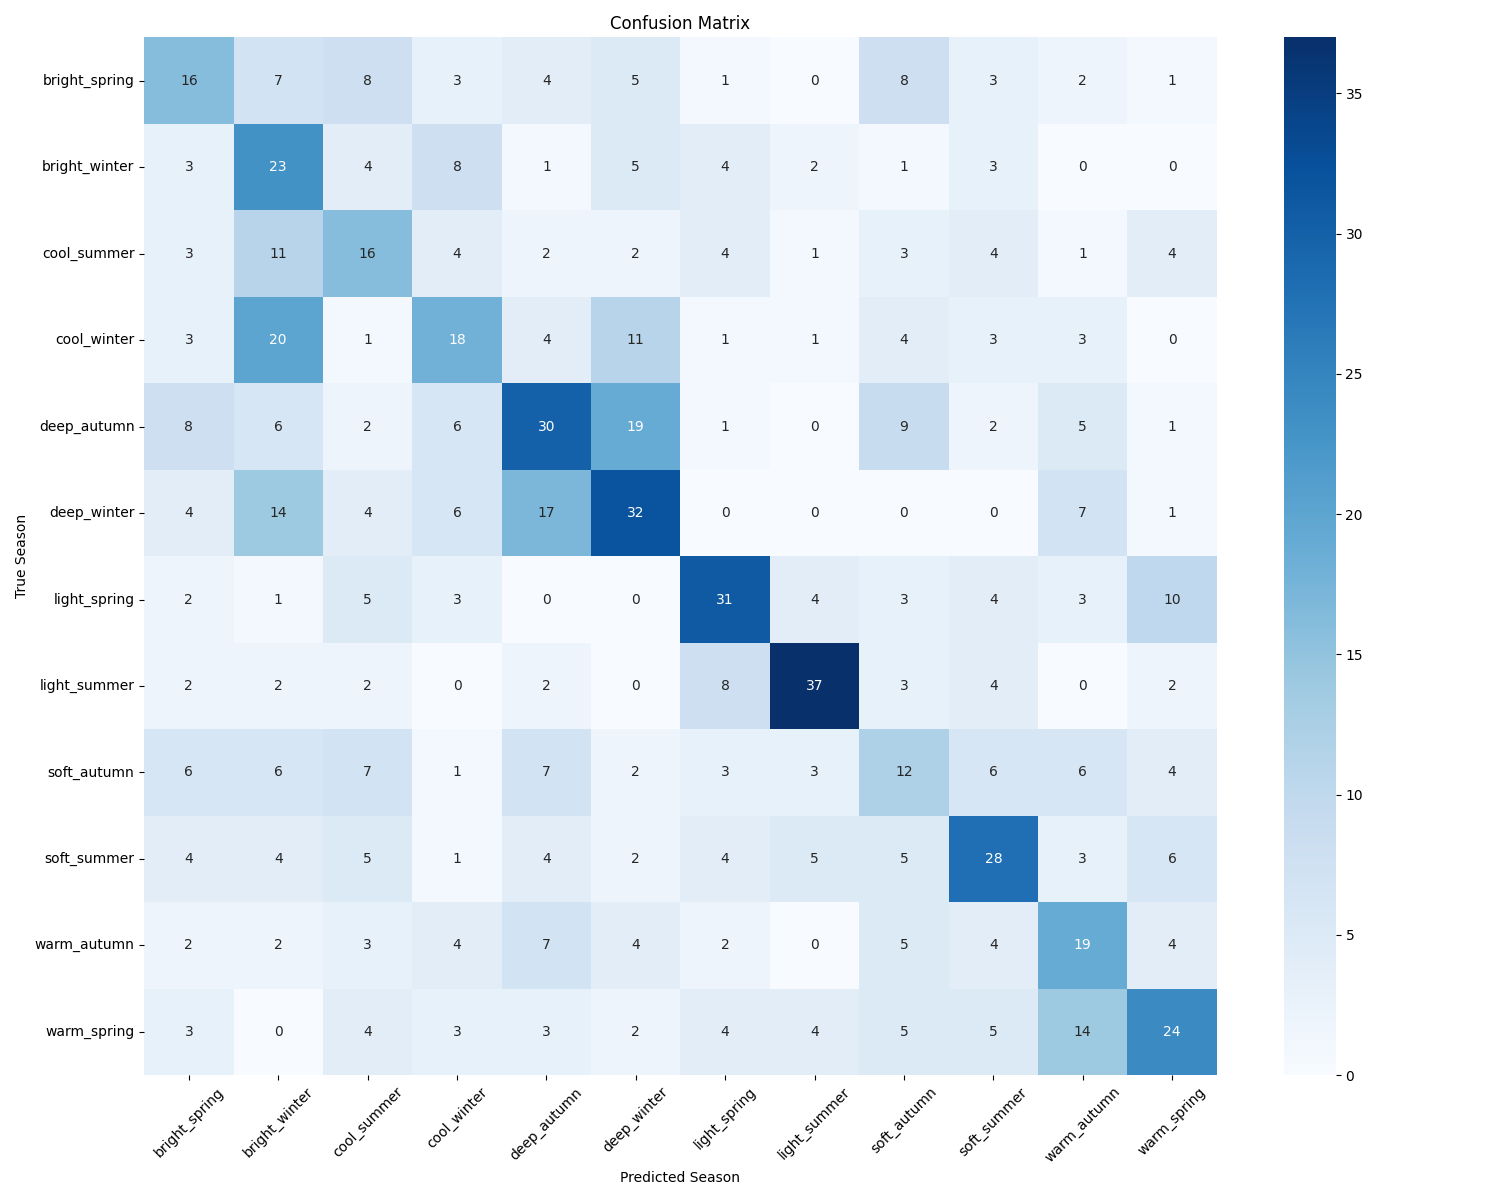 Confusion Matrix
bright_spring 16 7 8 3 4 5 1 0 8 3 2 1
bright_winter 3 23 4 8 1 5 4 2 1 3 0 0
cool_summer 3 11 16 4 2 2 4 1 3 4 1 4
cool_winter 3 20 1 18 4 11 1 1 4 3 3 0
deep_autumn 8 6 2 6 30 19 1 0 9 2 5 1
deep_winter 4 14 4 6 17 32 0 0 0 0 7 1
light_spring 2 1 5 3 0 0 31 4 3 4 3 10
light_summer 2 2 2 0 2 0 8 37 3 4 0 2
soft_autumn 6 6 7 1 7 2 3 3 12 6 6 4
soft_summer 4 4 5 1 4 2 4 5 5 28 3 6
warm_autumn 2 2 3 4 7 4 2 0 5 4 19 4
warm_spring 3 0 4 3 3 2 4 4 5 5 14 24
True Season
bright_spring bright_winter cool_summer cool_winter deep_autumn deep_winter light_spring light_summer soft_autumn soft_summer warm_autumn warm_spring
Predicted Season
35
30
25
20
15
10
5
0